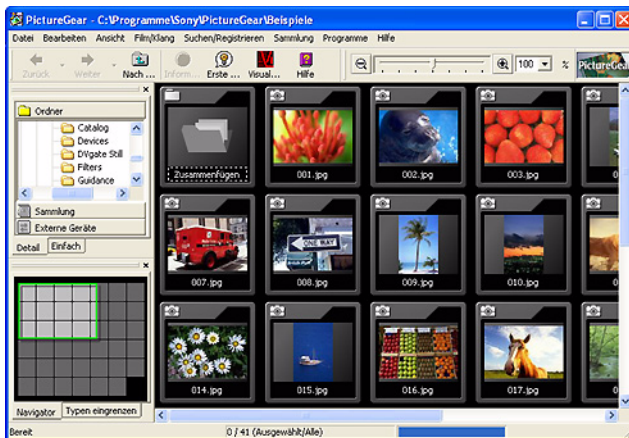 PictureGear - C:\Programme\Sony\PictureGear\Beispiele
Datei Bearbeiten Ansicht Film/Klang Suchen/Registrieren Sammlung Programme Hilfe
Zurück Weiter Nach ... Inform... Erste ... Visual... Hilfe 100 % PictureGear
Ordner
Catalog
Devices
DVgate Still
Filters
Guidance
Sammlung
Externe Geräte
Detail Einfach
Navigator Typen eingrenzen
Zusammenfügen 001.jpg 002.jpg 003.jpg
007.jpg 008.jpg 009.jpg 010.jpg
ONE WAY
014.jpg 015.jpg 016.jpg 017.jpg
Bereit 0 / 41 (Ausgewählt/Alle)